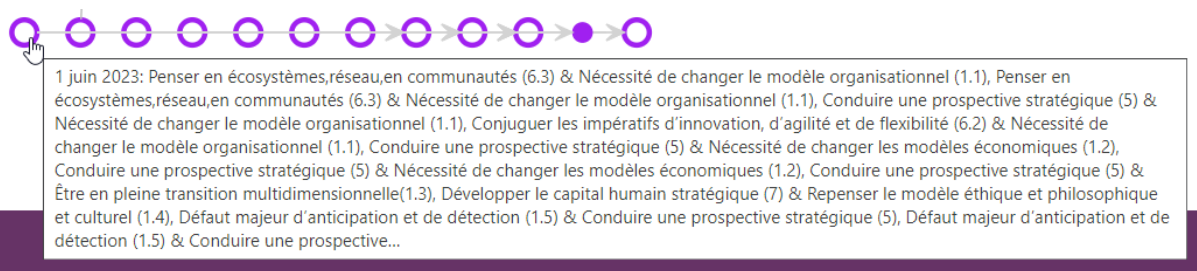 1 juin 2023: Penser en écosystèmes,réseau,en communautés (6.3) & Nécessité de changer le modèle organisationnel (1.1), Penser en
écosystèmes,réseau,en communautés (6.3) & Nécessité de changer le modèle organisationnel (1.1), Conduire une prospective stratégique (5) &
Nécessité de changer le modèle organisationnel (1.1), Conjuguer les impératifs d'innovation, d'agilité et de flexibilité (6.2) & Nécessité de
changer le modèle organisationnel (1.1), Conduire une prospective stratégique (5) & Nécessité de changer les modèles économiques (1.2),
Conduire une prospective stratégique (5) & Nécessité de changer les modèles économiques (1.2), Conduire une prospective stratégique (5) &
Être en pleine transition multidimensionnelle(1.3), Développer le capital humain stratégique (7) & Repenser le modèle éthique et philosophique
et culturel (1.4), Défaut majeur d'anticipation et de détection (1.5) & Conduire une prospective stratégique (5), Défaut majeur d'anticipation et de
détection (1.5) & Conduire une prospective...